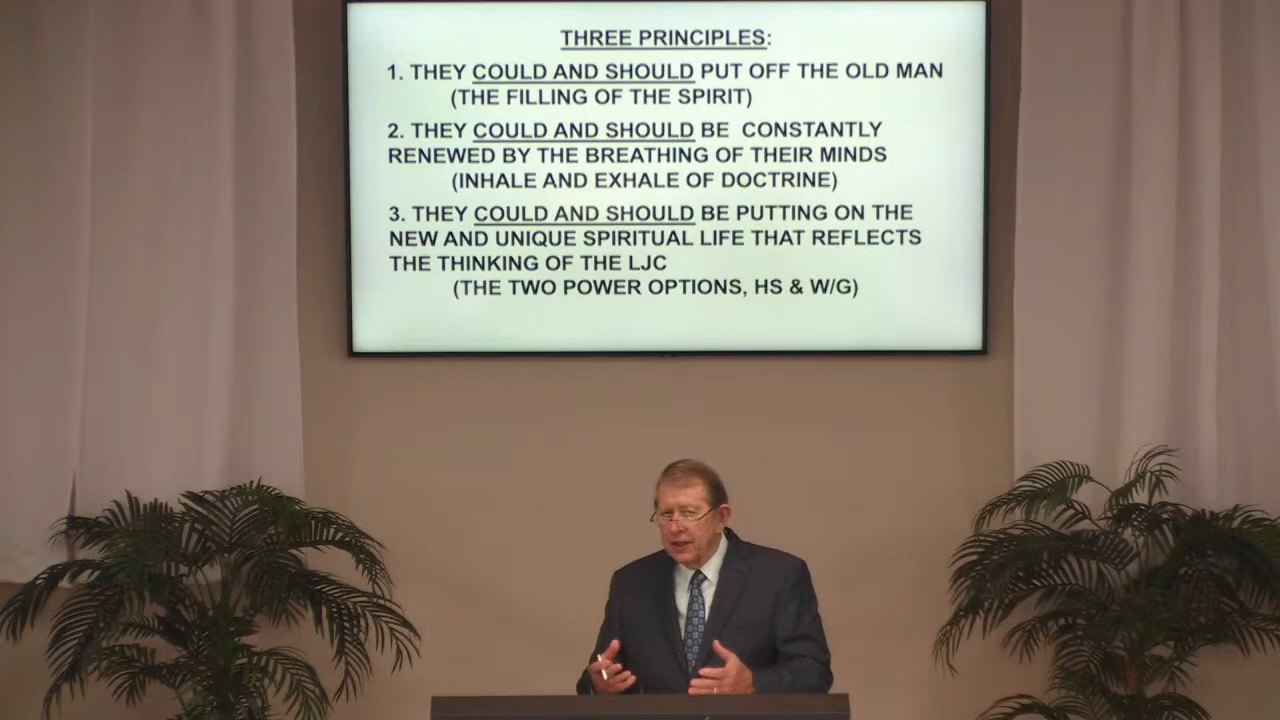 THREE PRINCIPLES:
1. THEY COULD AND SHOULD PUT OFF THE OLD MAN
(THE FILLING OF THE SPIRIT)
2. THEY COULD AND SHOULD BE CONSTANTLY
RENEWED BY THE BREATHING OF THEIR MINDS
(INHALE AND EXHALE OF DOCTRINE)
3. THEY COULD AND SHOULD BE PUTTING ON THE
NEW AND UNIQUE SPIRITUAL LIFE THAT REFLECTS
THE THINKING OF THE LJC
(THE TWO POWER OPTIONS, HS & W/G)